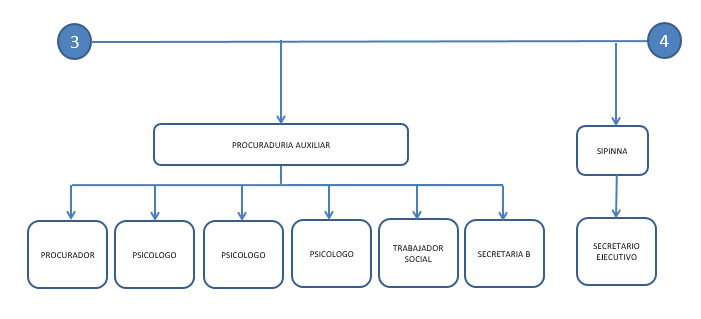 3
4
PROCURADURIA AUXILIAR
SIPINNA
PROCURADOR
PSICOLOGO
PSICOLOGO
PSICOLOGO
TRABAJADOR
SOCIAL
SECRETARIA B
SECRETARIO
EJECUTIVO